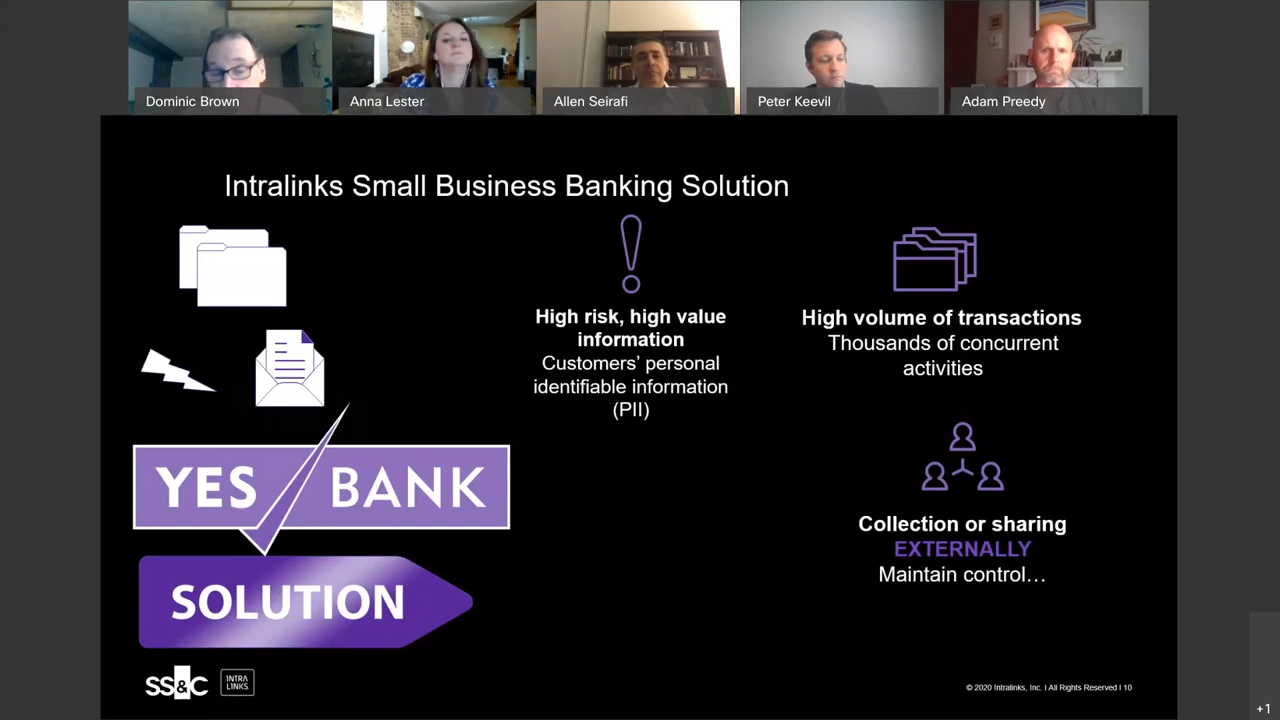 Dominic Brown
Anna Lester
Allen Seirafi
Peter Keevil
Adam Preedy
Intralinks Small Business Banking Solution
High risk, high value
information
Customers’ personal
identifiable information
(PII)
High volume of transactions
Thousands of concurrent
activities
YES BANK
SOLUTION
Collection or sharing
EXTERNALLY
Maintain control…
SS&C
INTRA
LINKS
© 2020 Intralinks, Inc. I All Rights Reserved I 10
+1